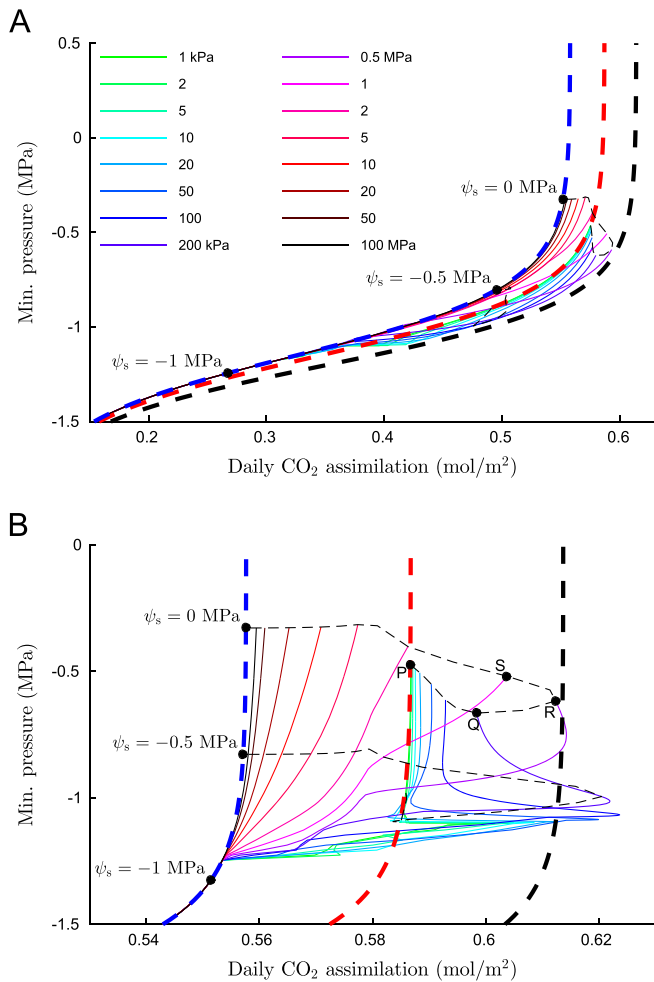 A
0.5
0
-0.5
-1
-1.5
Min. pressure (MPa)
1 kPa
2
5
10
20
50
100
200 kPa
0.5 MPa
1
2
5
10
20
50
100 MPa
ψs = 0 MPa
ψs = −0.5 MPa
ψs = −1 MPa
0.2
0.3
0.4
0.5
0.6
Daily CO2 assimilation (mol/m²)
B
0
-0.5
-1
-1.5
Min. pressure (MPa)
ψs = 0 MPa
ψs = −0.5 MPa
ψs = −1 MPa
P
S
Q
R
0.54
0.56
0.58
0.6
0.62
Daily CO2 assimilation (mol/m²)